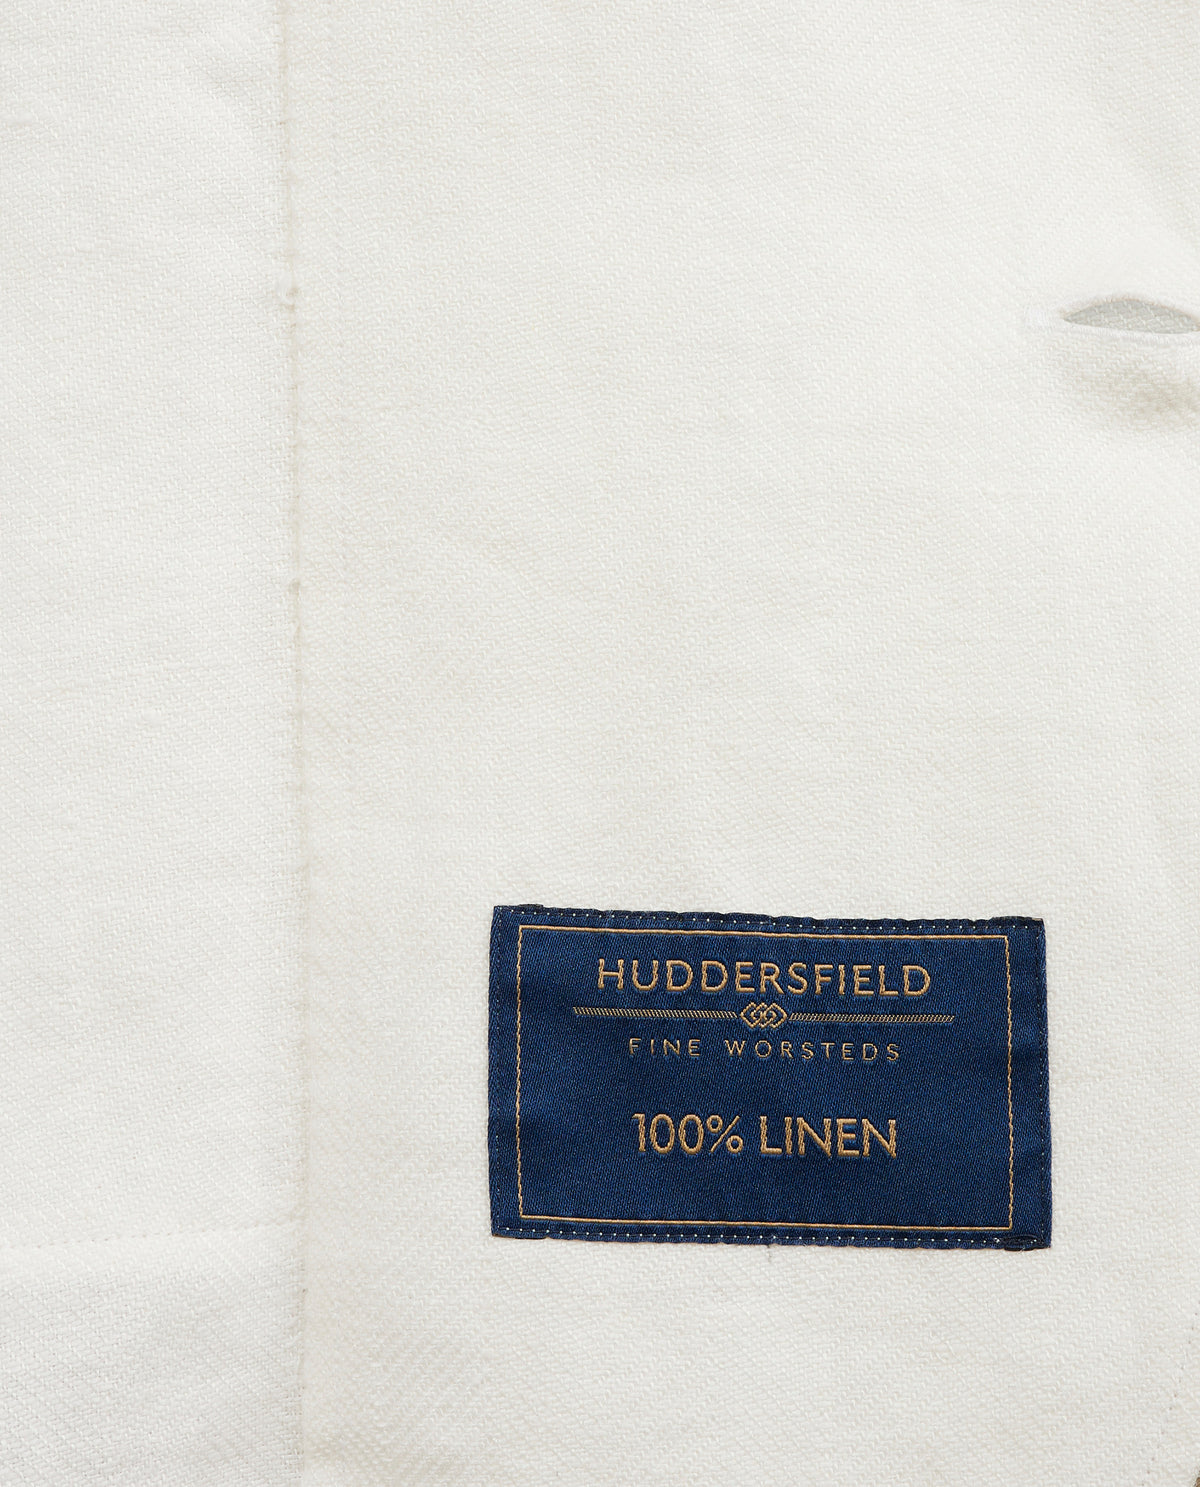 HUDDERSFIELD
FINE WORSTEDS
100% LINEN